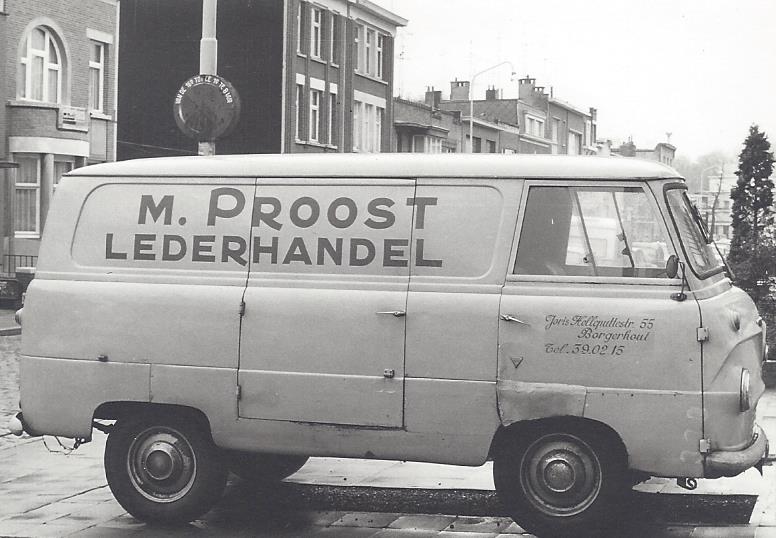 M. PROOST
LEDERHANDEL
Joris Helleputtestr. 55
Borgerhout
Tel. 39.02 15